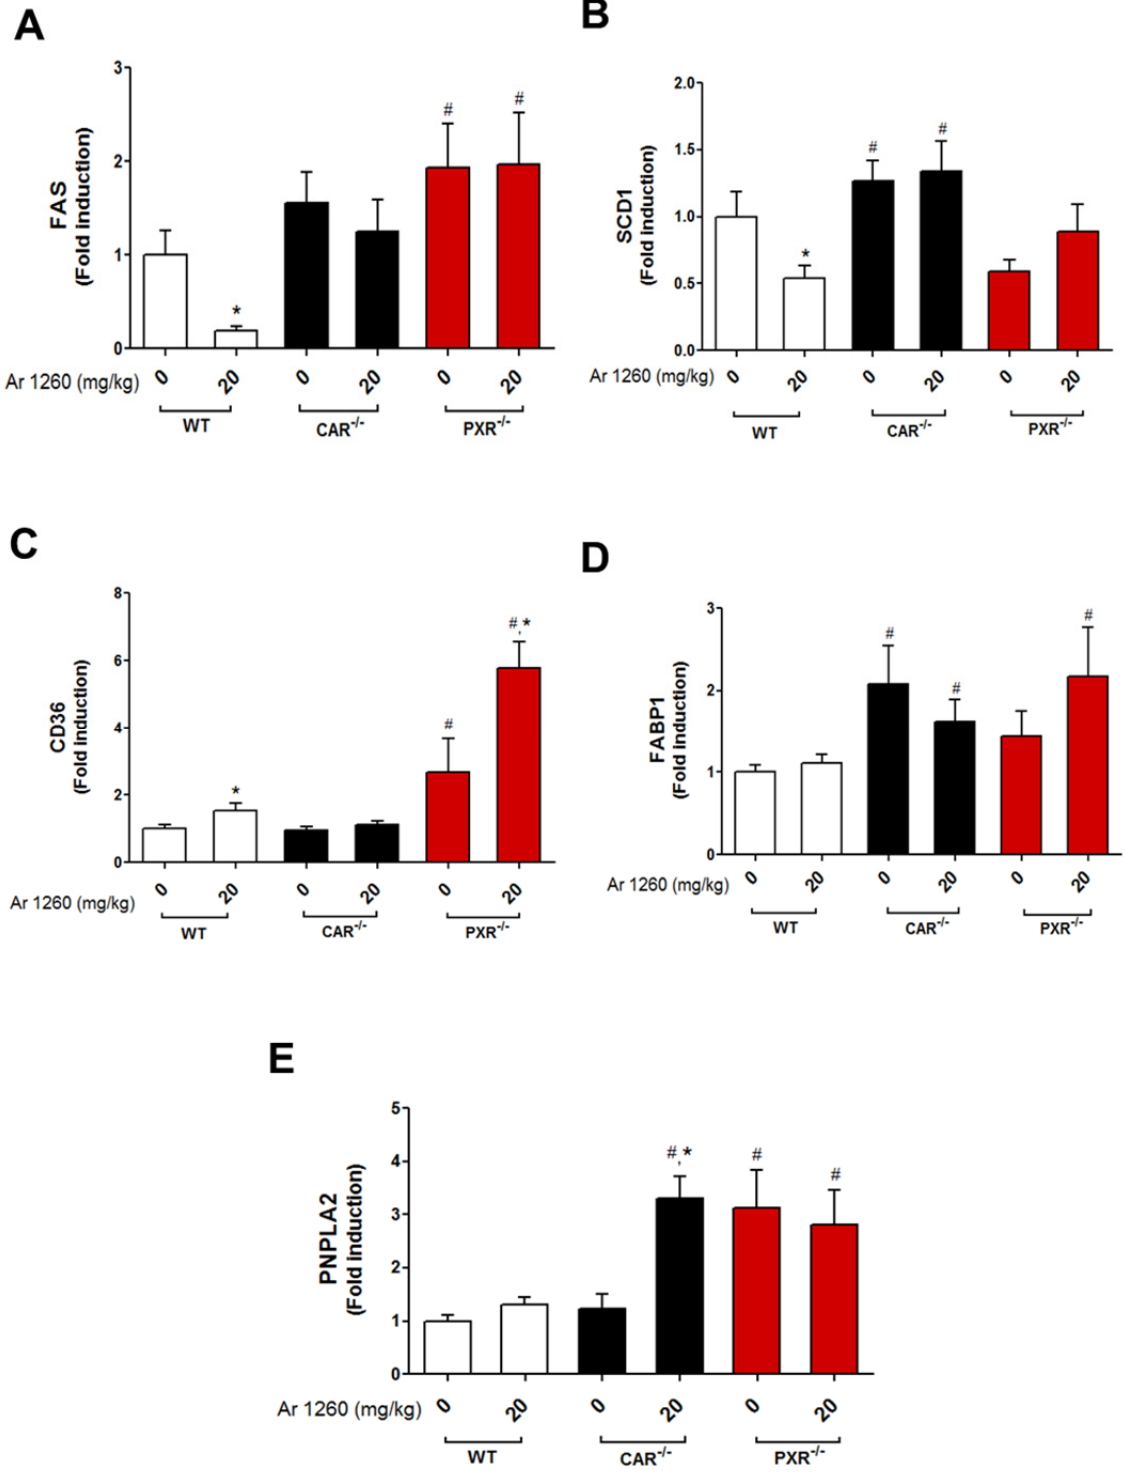 A
FAS
(Fold induction)
3
2
1
0
*
#
#
Ar 1260 (mg/kg)
0 20 0 20 0 20
WT CAR-/- PXR-/-
B
SCD1
(Fold induction)
2.0
1.5
1.0
0.5
0.0
*
#
#
Ar 1260 (mg/kg)
0 20 0 20 0 20
WT CAR-/- PXR-/-
C
CD36
(Fold induction)
8
6
4
2
0
*
#
#,*
Ar 1260 (mg/kg)
0 20 0 20 0 20
WT CAR-/- PXR-/-
D
FABP1
(Fold induction)
3
2
1
0
#
#
#
Ar 1260 (mg/kg)
0 20 0 20 0 20
WT CAR-/- PXR-/-
E
PNPLA2
(Fold induction)
5
4
3
2
1
0
#,*
#
#
Ar 1260 (mg/kg)
0 20 0 20 0 20
WT CAR-/- PXR-/-